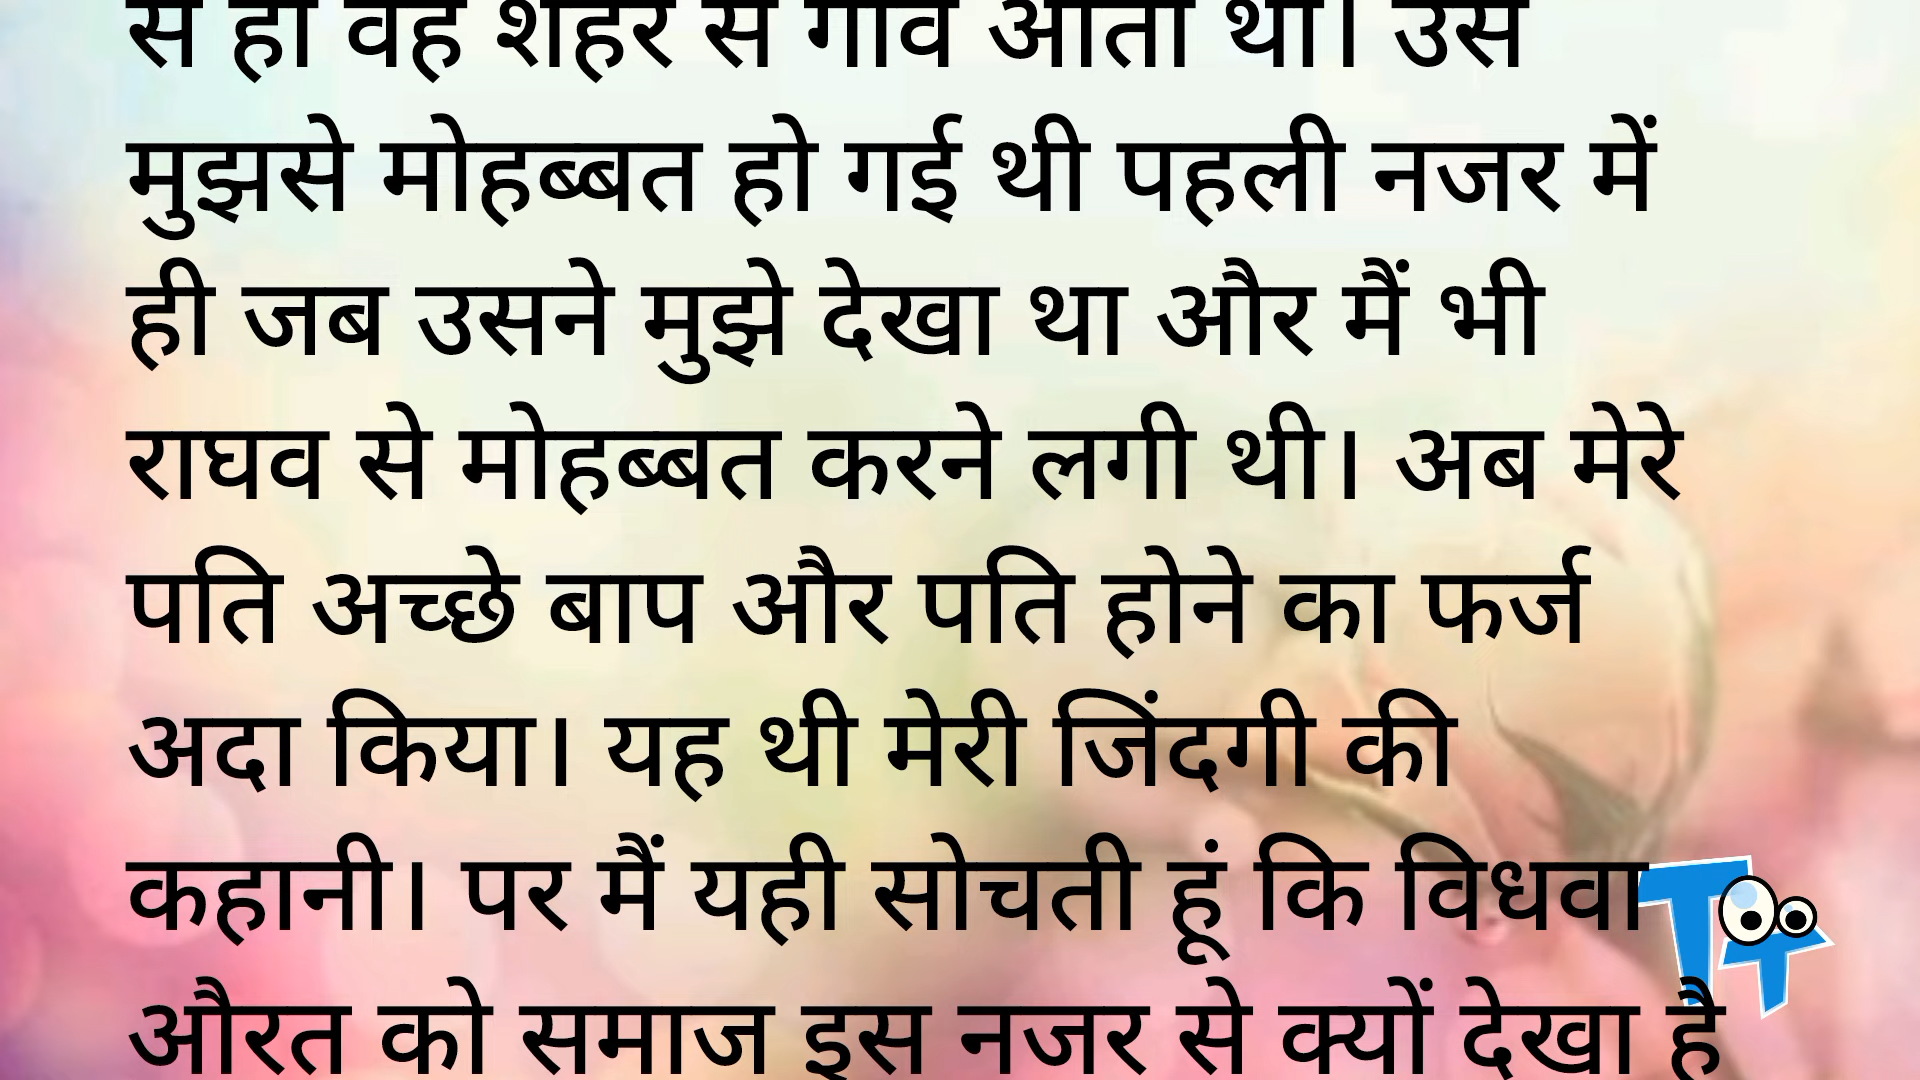 से ही वह शहर से गांव आता था। उसे
मुझसे मोहब्बत हो गई थी पहली नजर में
ही जब उसने मुझे देखा था और मैं भी
राघव से मोहब्बत करने लगी थी। अब मेरे
पति अच्छे बाप और पति होने का फर्ज
अदा किया। यह थी मेरी जिंदगी की
कहानी। पर मैं यही सोचती हूं कि विधवा
औरत को समाज इस नजर से क्यों देखा है
TT